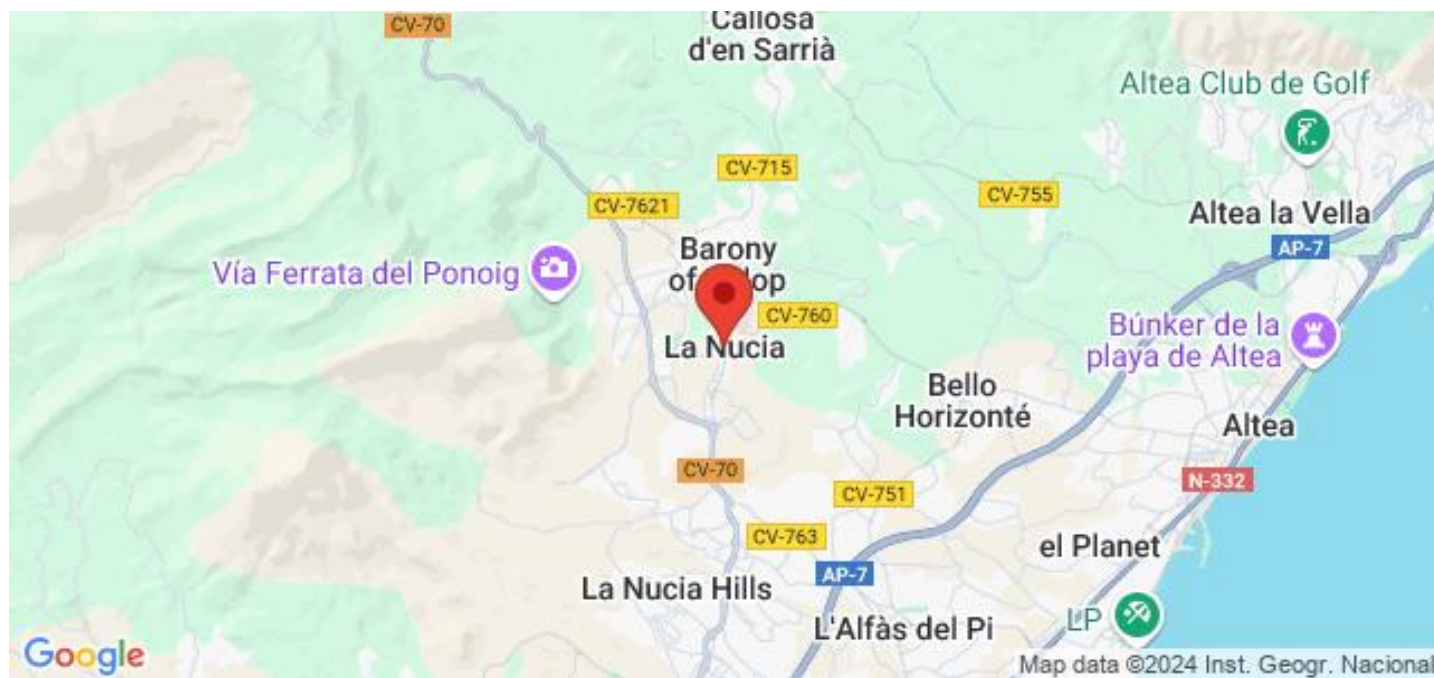 CV-70
Callosa
d'en Sarrià
Altea Club de Golf
CV-715
CV-755
CV-7621
Altea la Vella
AP-7
Barony
of
op
Vía Ferrata del Ponoig
CV-760
La Nucia
Búnker de la
playa de Altea
Bello
Horizonté
Altea
CV-70
N-332
CV-751
CV-763
el Planet
AP-7
La Nucia Hills
L'Alfàs del Pi
LP
Google
Map data ©2024 Inst. Geogr. Nacional